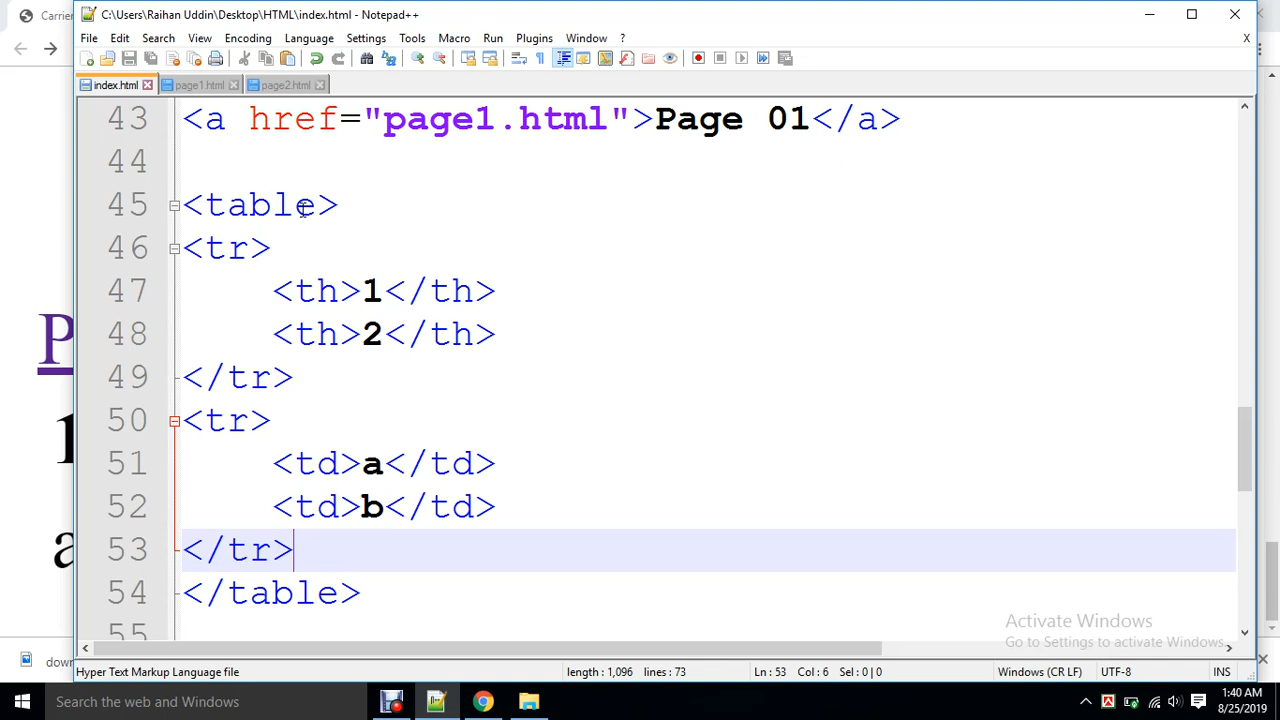 Carrier
C:\Users\Raihan Uddin\Desktop\HTML\index.html - Notepad++
File Edit Search View Encoding Language Settings Tools Macro Run Plugins Window ? X
index.html page1.html page2.html
43 <a href="page1.html">Page 01</a>
44
45 <table>
46 <tr>
47 <th>1</th>
48 <th>2</th>
49 </tr>
50 <tr>
51 <td>a</td>
52 <td>b</td>
53 </tr>
54 </table>
55
P
1
a
Activate Windows
Go to Settings to activate Windows.
dow
Hyper Text Markup Language file length : 1,096 lines : 73 Ln : 53 Col : 6 Sel : 0 | 0 Windows (CR LF) UTF-8 INS
Search the web and Windows
1:40 AM
8/25/2019